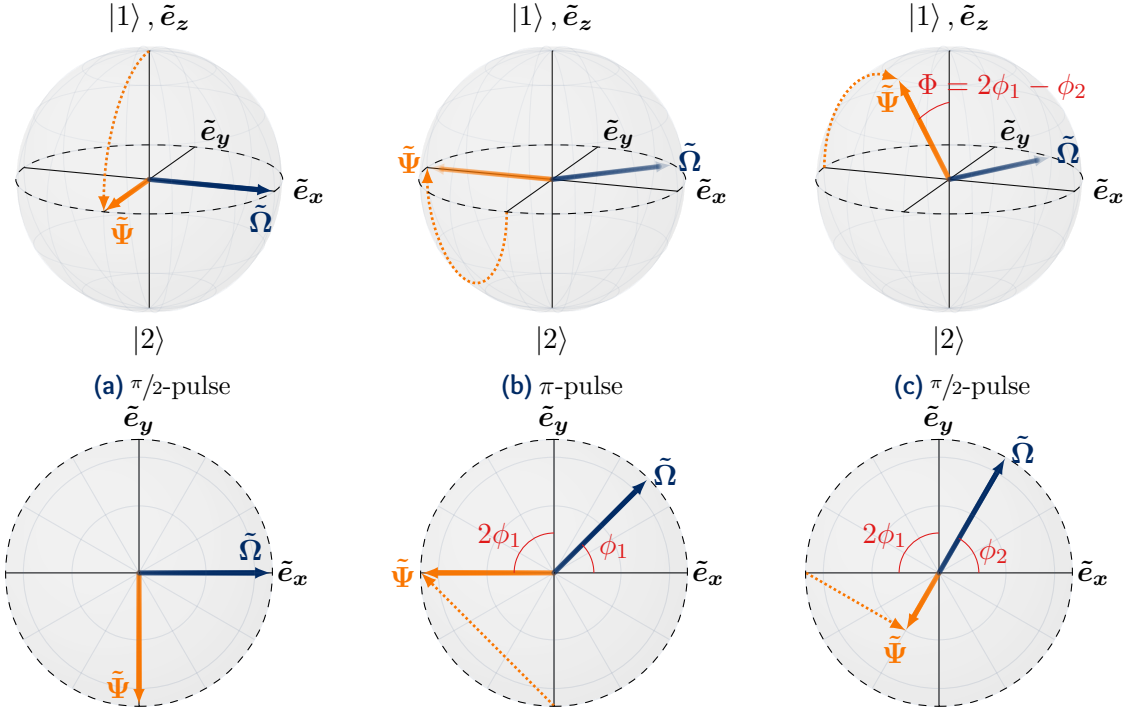 |1⟩ , ẽ_z
|1⟩ , ẽ_z
|1⟩ , ẽ_z
ẽ_y
ẽ_x
Ψ̃
Ω̃
ẽ_y
ẽ_x
Ψ̃
Ω̃
Φ = 2ϕ₁ − ϕ₂
Ψ̃
ẽ_y
Ω̃
ẽ_x
|2⟩
|2⟩
|2⟩
(a) π/2-pulse
(b) π-pulse
(c) π/2-pulse
ẽ_y
Ω̃
ẽ_x
Ψ̃
ẽ_y
Ω̃
2ϕ₁
ϕ₁
Ψ̃
ẽ_x
ẽ_y
Ω̃
2ϕ₁
ϕ₂
ẽ_x
Ψ̃